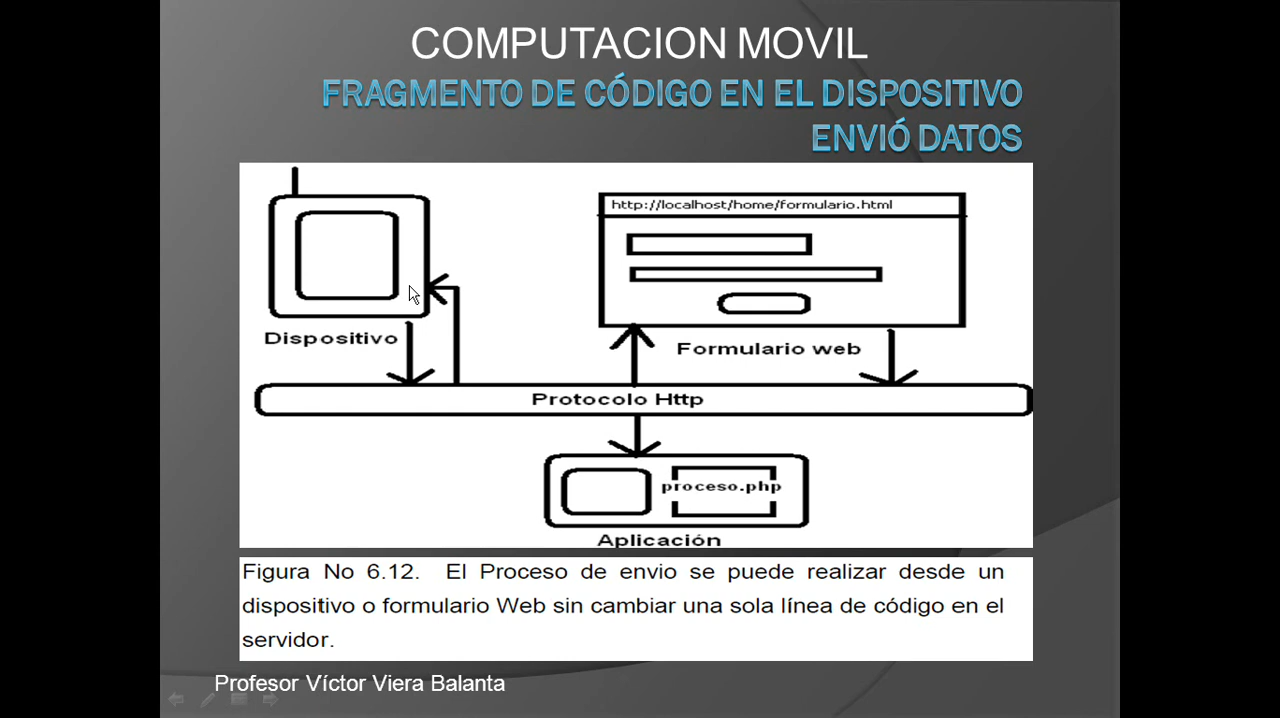 COMPUTACION MOVIL
FRAGMENTO DE CÓDIGO EN EL DISPOSITIVO
ENVIÓ DATOS
http://localhost/home/formulario.html
Dispositivo
Formulario web
Protocolo Http
proceso.php
Aplicación
Figura No 6.12. El Proceso de envio se puede realizar desde un
dispositivo o formulario Web sin cambiar una sola línea de código en el
servidor.
Profesor Víctor Viera Balanta